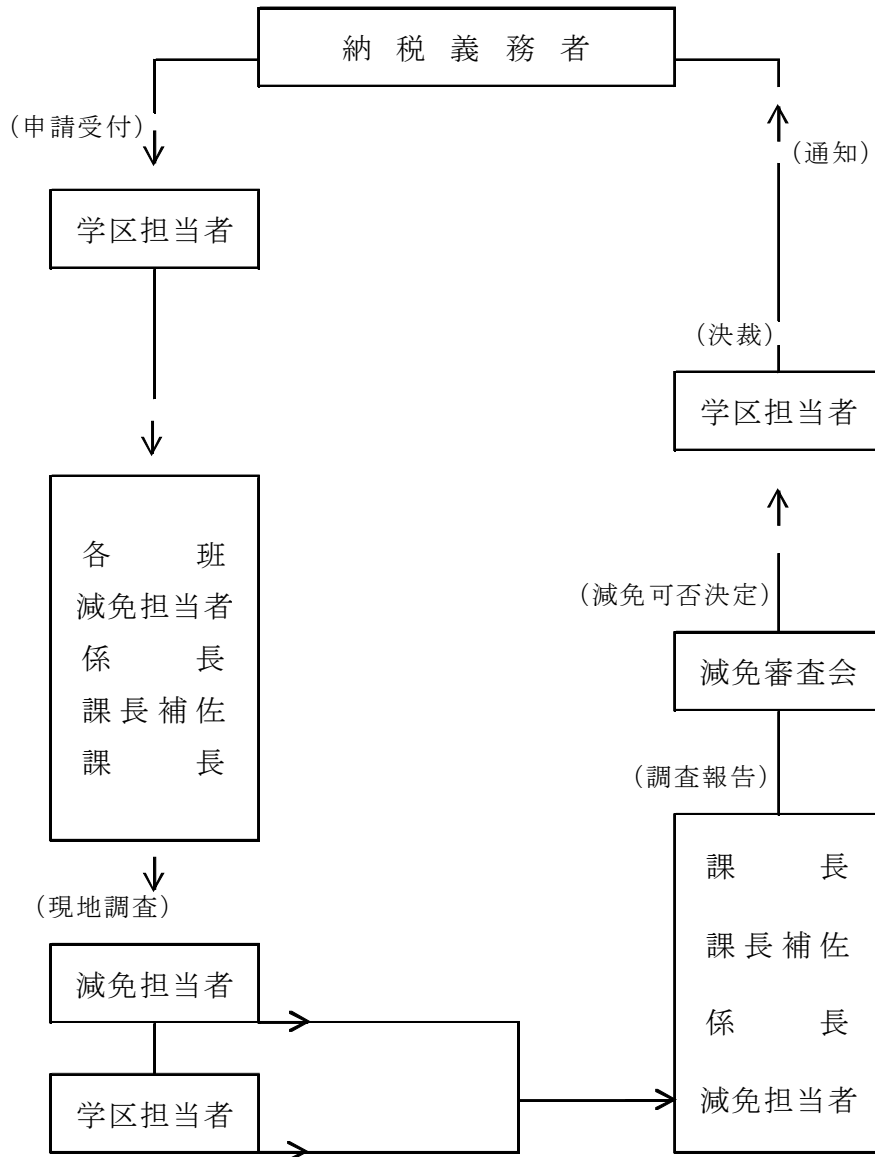 納税義務者
(申請受付)
学区担当者
各班
減免担当者
係長
課長補佐
課長
(現地調査)
減免担当者
学区担当者
課長
課長補佐
係長
減免担当者
(調査報告)
減免審査会
(減免可否決定)
学区担当者
(決裁)
(通知)